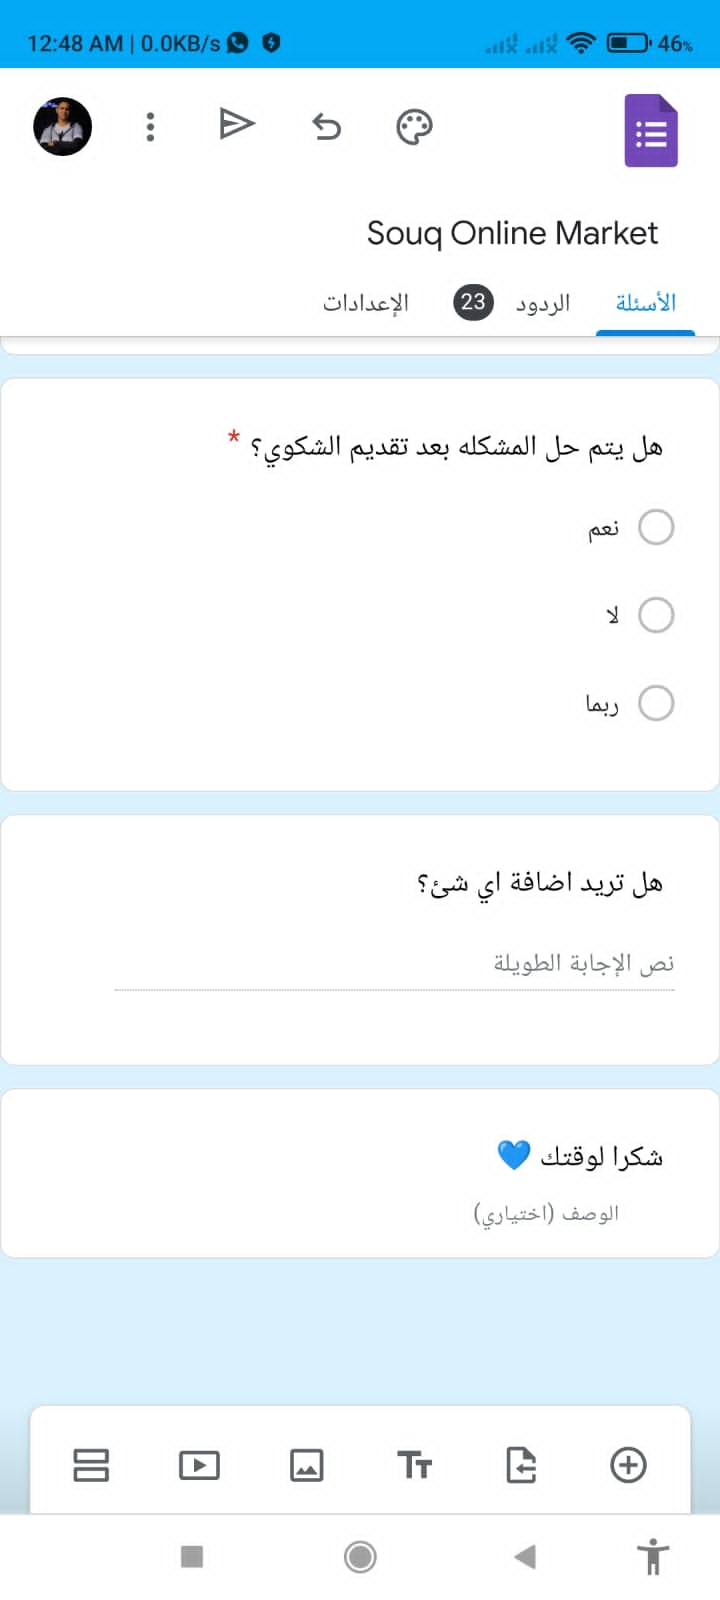 12:48 AM | 0.0KB/s 46%
Souq Online Market
الأسئلة الردود 23 الإعدادات
هل يتم حل المشكله بعد تقديم الشكوي؟ *
نعم
لا
ربما
هل تريد اضافة اي شئ؟
نص الإجابة الطويلة
شكرا لوقتك 💙
الوصف (اختياري)
Tт